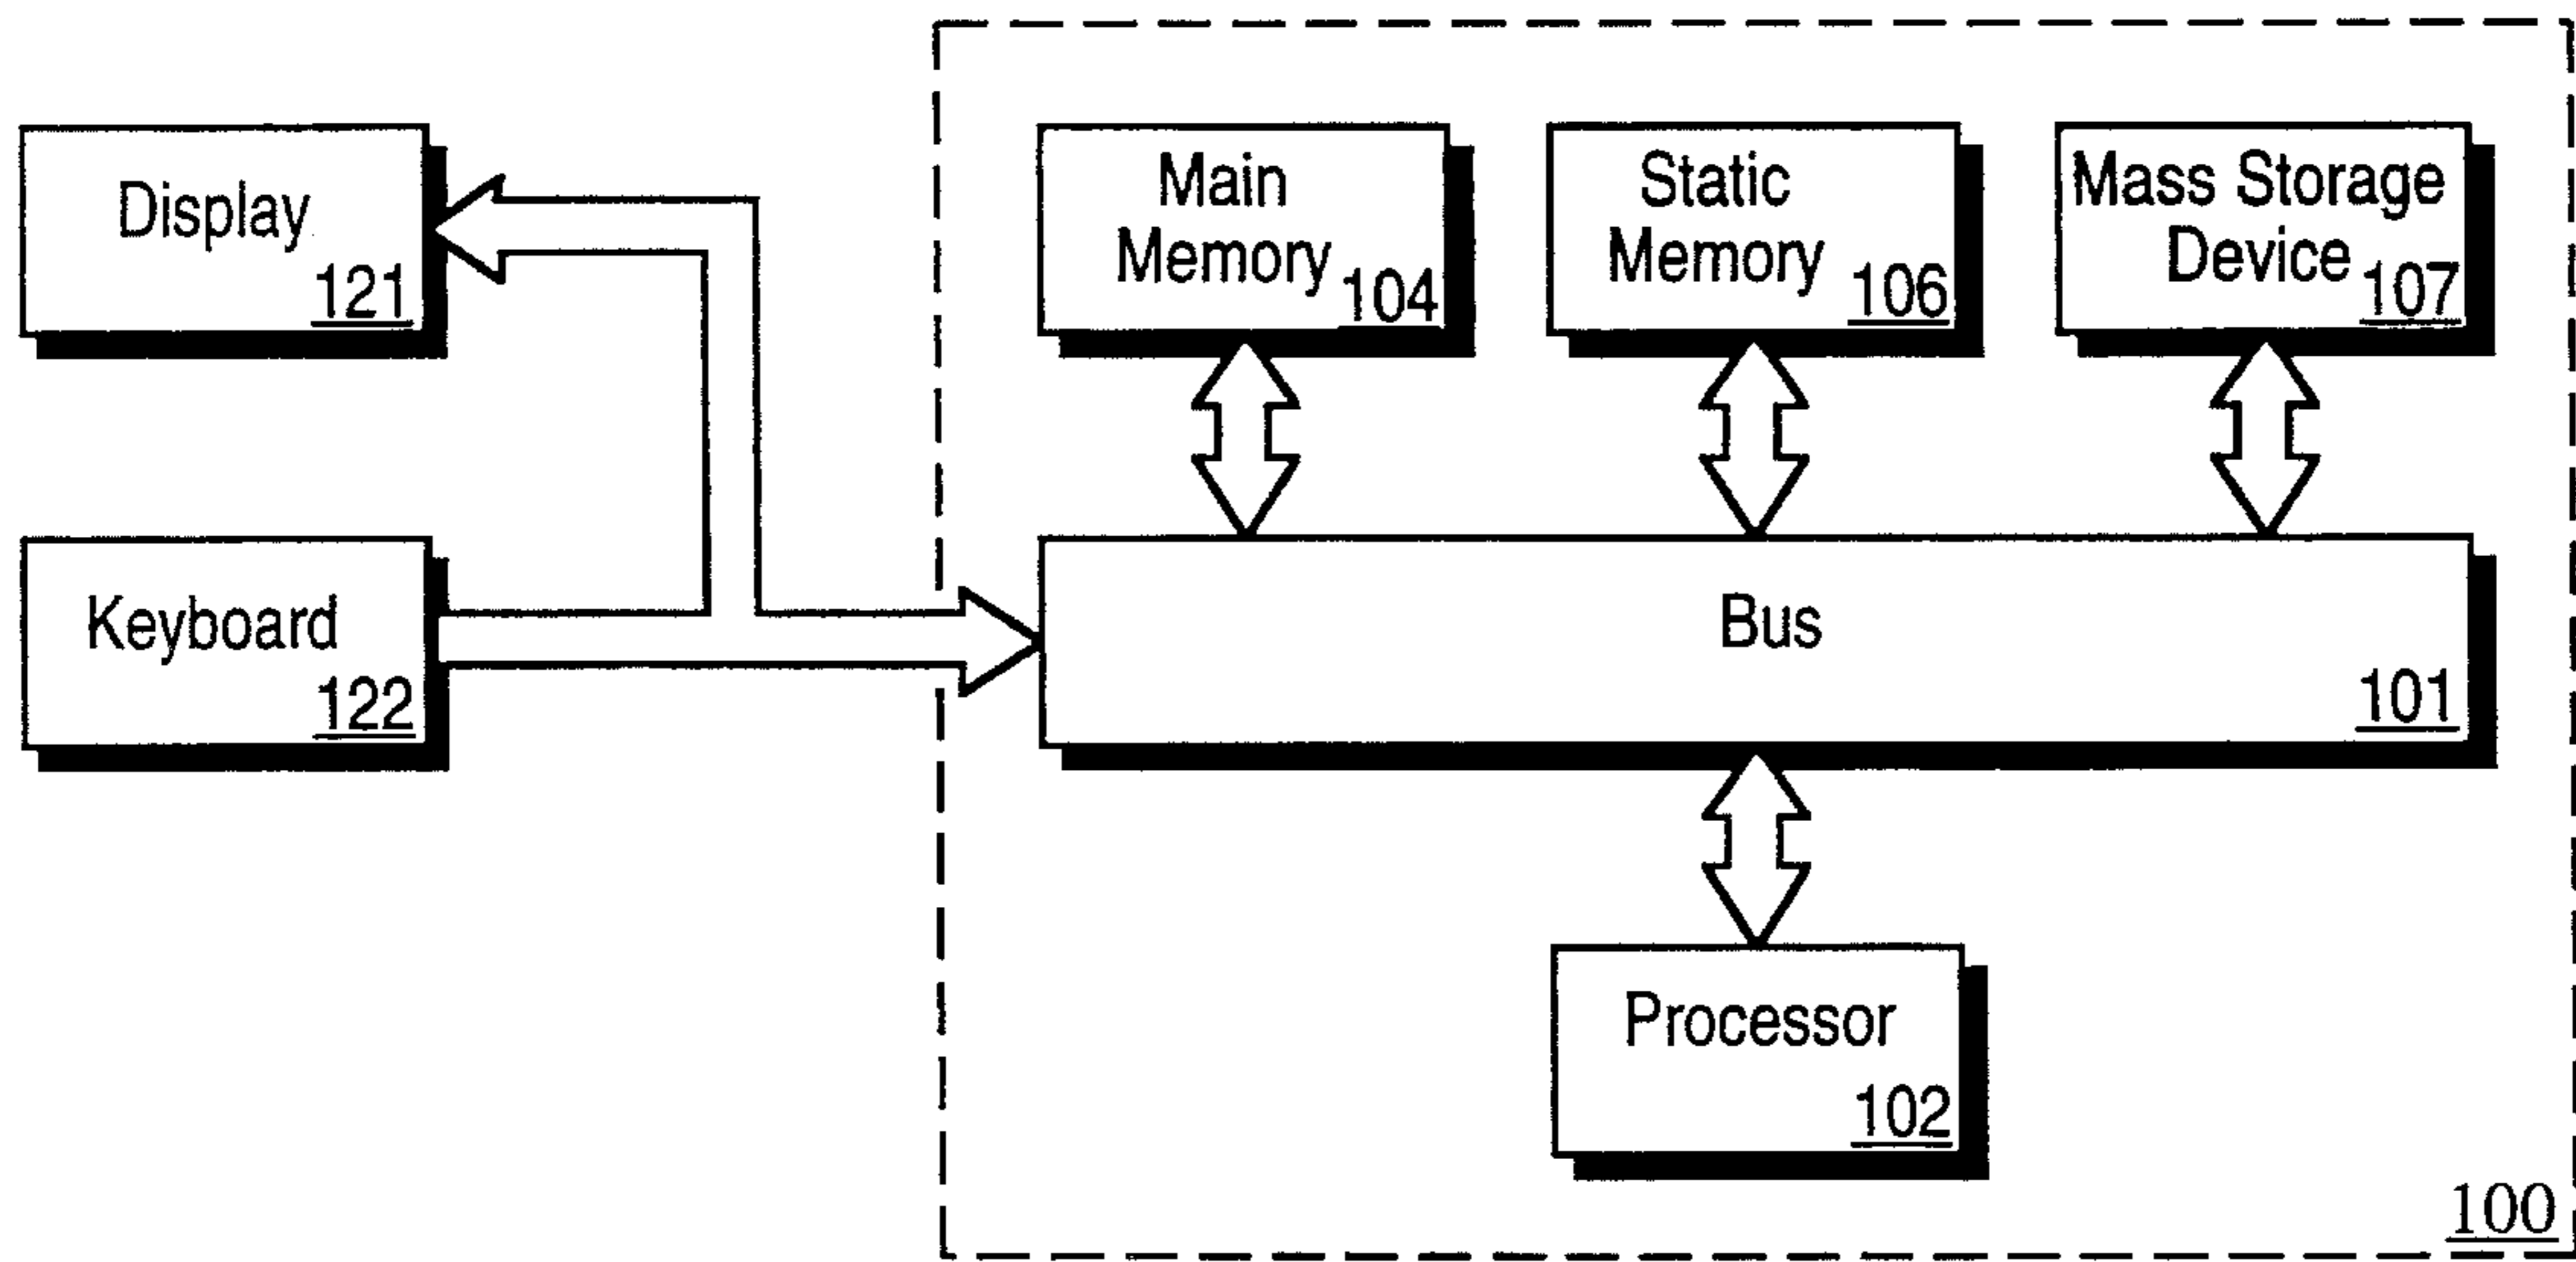 Display
121
Main
Memory
104
Static
Memory
106
Mass Storage
Device
107
Keyboard
122
Bus
101
Processor
102
100